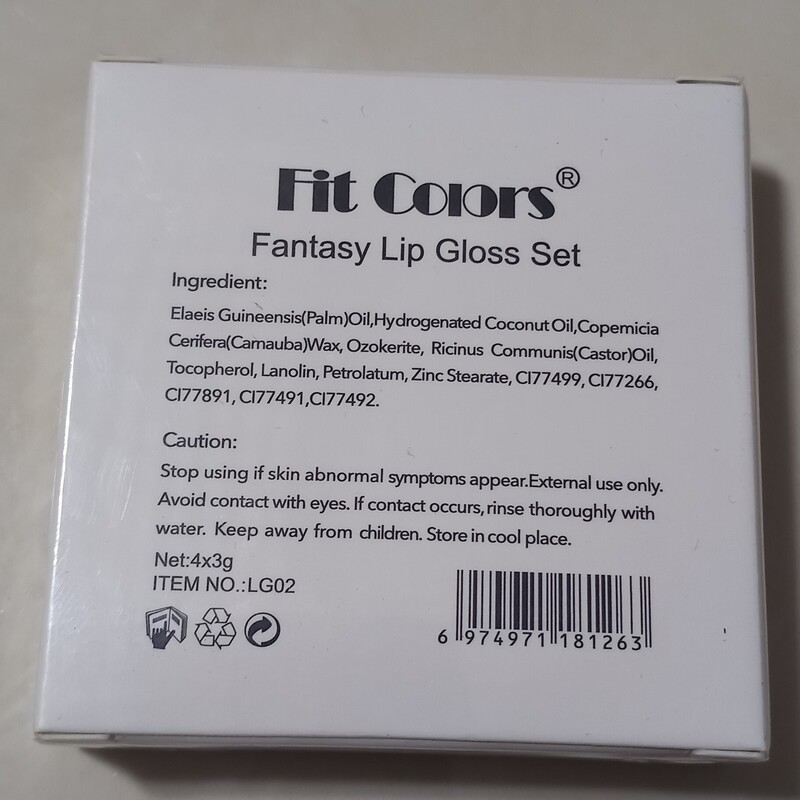 Fit Colors®
Fantasy Lip Gloss Set
Ingredient:
Elaeis Guineensis(Palm)Oil,Hydrogenated Coconut Oil,Copernicia
Cerifera(Carnauba)Wax, Ozokerite, Ricinus Communis(Castor)Oil,
Tocopherol, Lanolin, Petrolatum, Zinc Stearate, CI77499, CI77266,
CI77891, CI77491,CI77492.
Caution:
Stop using if skin abnormal symptoms appear.External use only.
Avoid contact with eyes. If contact occurs, rinse thoroughly with
water. Keep away from children. Store in cool place.
Net:4x3g
ITEM NO.:LG02
6 974971 181263